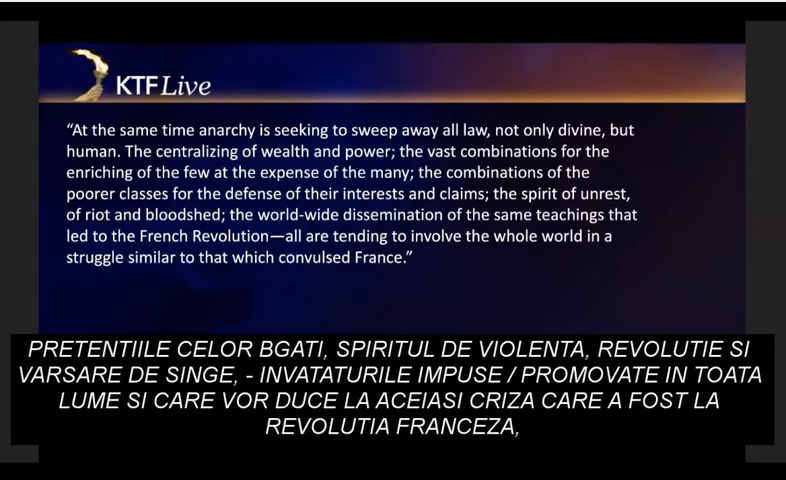 KTF Live
“At the same time anarchy is seeking to sweep away all law, not only divine, but
human. The centralizing of wealth and power; the vast combinations for the
enriching of the few at the expense of the many; the combinations of the
poorer classes for the defense of their interests and claims; the spirit of unrest,
of riot and bloodshed; the world-wide dissemination of the same teachings that
led to the French Revolution—all are tending to involve the whole world in a
struggle similar to that which convulsed France.”
PRETENTIILE CELOR BGATI, SPIRITUL DE VIOLENTA, REVOLUTIE SI
VARSARE DE SINGE, - INVATATURILE IMPUSE / PROMOVATE IN TOATA
LUME SI CARE VOR DUCE LA ACEIASI CRIZA CARE A FOST LA
REVOLUTIA FRANCEZA,